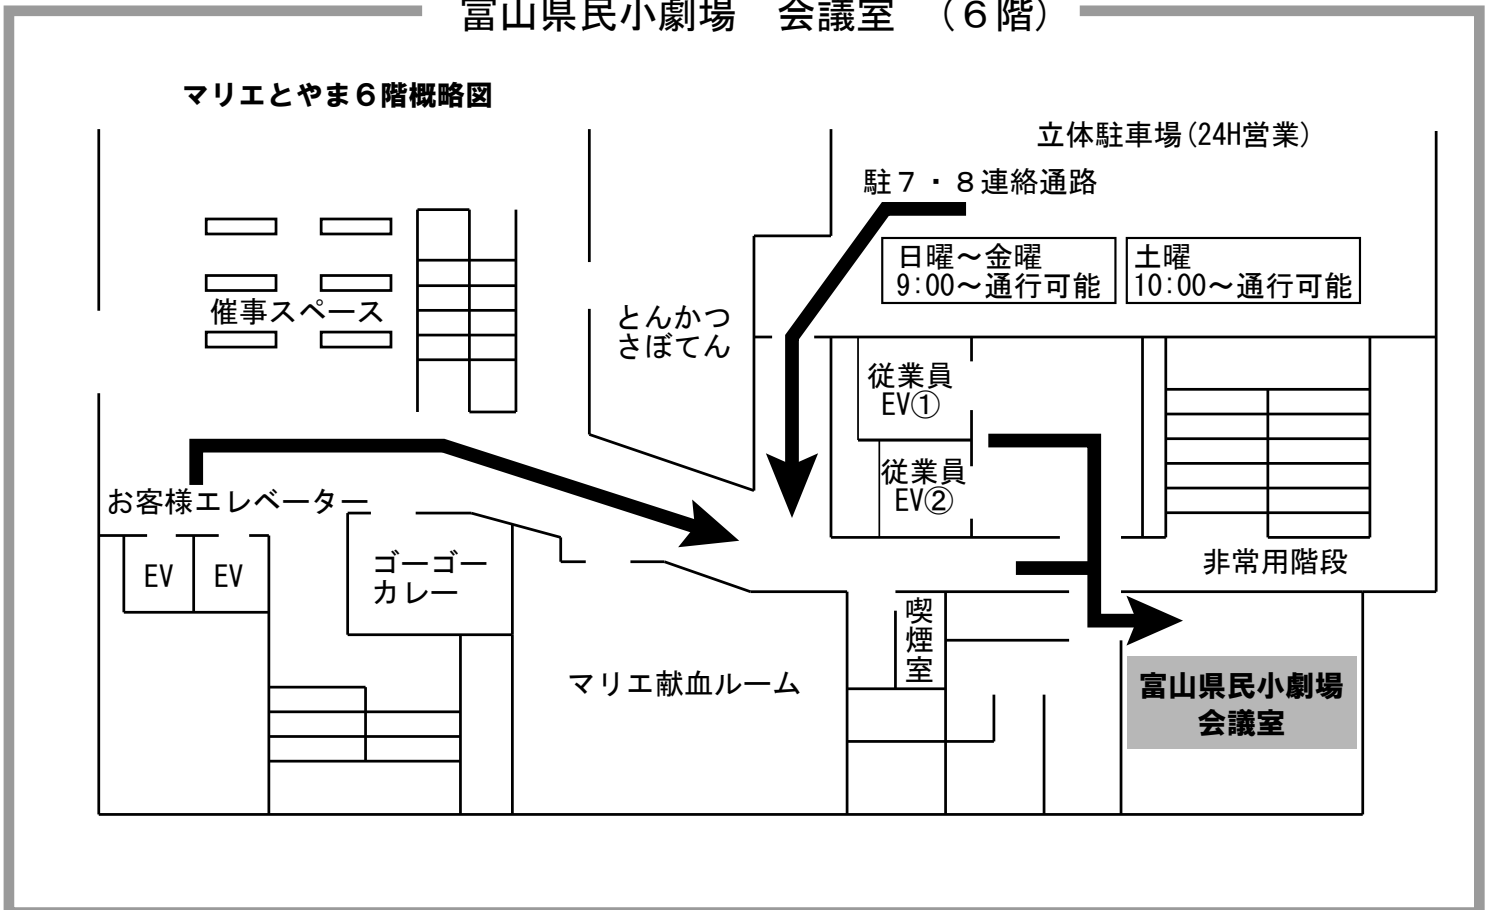 富山県民小劇場　会議室　（６階）
マリエとやま６階概略図
立体駐車場(24H営業)
駐７・８連絡通路
日曜～金曜
9:00～通行可能
土曜
10:00～通行可能
催事スペース
とんかつ
さぼてん
従業員
EV①
従業員
EV②
お客様エレベーター
EV
EV
ゴーゴー
カレー
非常用階段
喫煙室
マリエ献血ルーム
富山県民小劇場
会議室